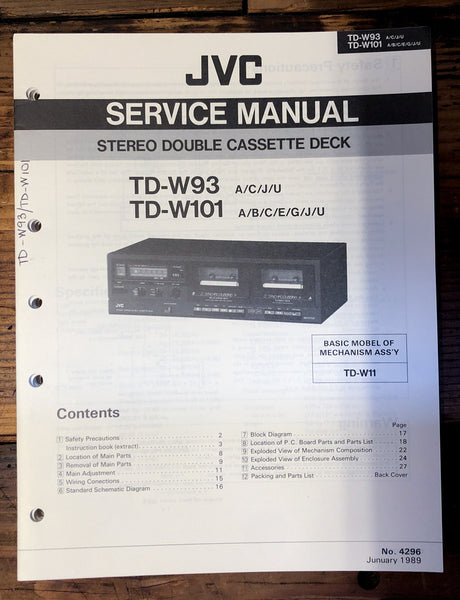 TD-W93 A/C/J/U
TD-W101 A/B/C/E/G/J/U
JVC
SERVICE MANUAL
STEREO DOUBLE CASSETTE DECK
TD-W93/TD-W101
TD-W93 A/C/J/U
TD-W101 A/B/C/E/G/J/U
JVC
BASIC MOBEL OF
MECHANISM ASS'Y
TD-W11
Contents
Page
1 Safety Precautions 2
Instruction book (extract) 3
2 Location of Main Parts 8
3 Removal of Main Parts 9
4 Main Adjustment 11
5 Wiring Conections 15
6 Standard Schematic Diagram 16
7 Block Diagram 17
8 Location of P.C. Board Parts and Parts List 18
9 Exploded View of Mechanism Composition 22
10 Exploded View of Enclosure Assembly 24
11 Accessories 27
12 Packing and Parts List Back Cover
No. 4296
Junuary 1989